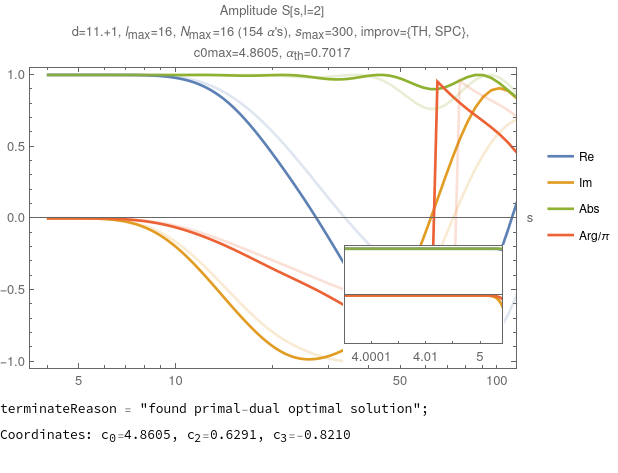 Amplitude S[s,l=2]
d=11.+1, lmax=16, Nmax=16 (154 α's), smax=300, improv={TH, SPC},
c0max=4.8605, αth=0.7017
1.0
0.5
0.0
−0.5
−1.0
5
10
50
100
s
4.0001
4.01
5
Re
Im
Abs
Arg/π
terminateReason = "found primal-dual optimal solution";
Coordinates: c0=4.8605, c2=0.6291, c3=-0.8210